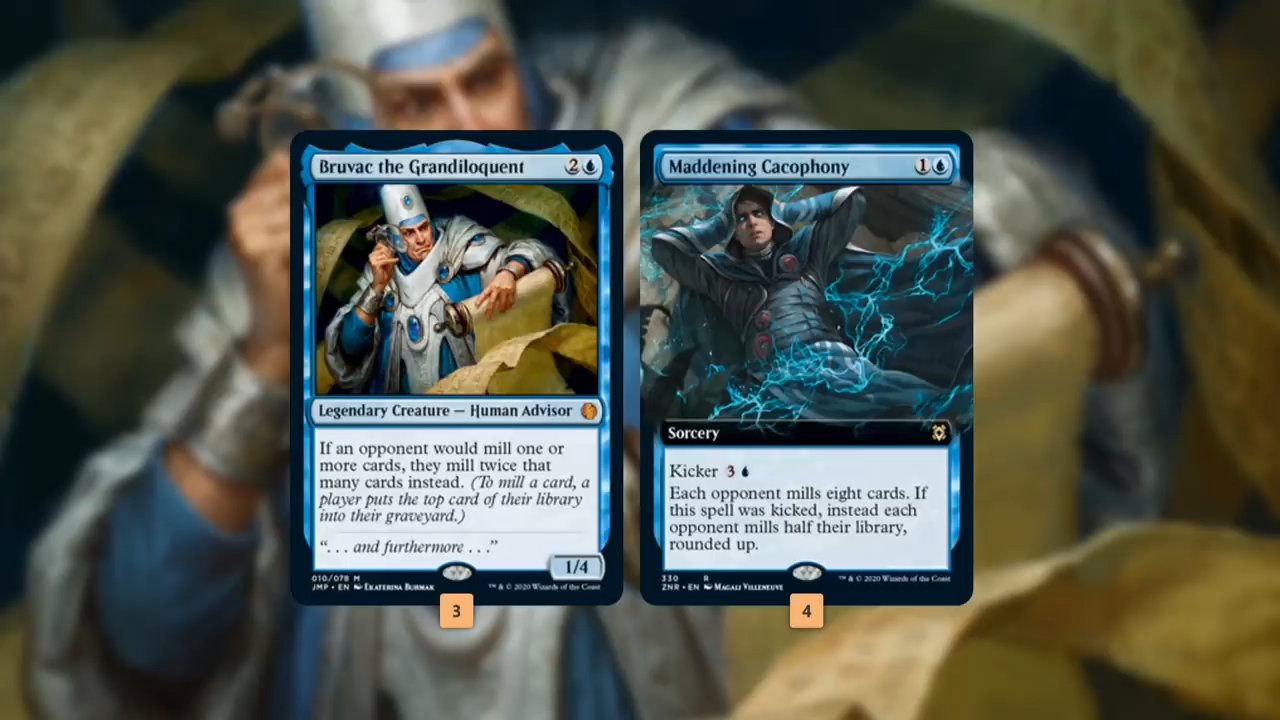 Bruvac the Grandiloquent 2
Legendary Creature — Human Advisor
If an opponent would mill one or
more cards, they mill twice that
many cards instead. (To mill a card, a
player puts the top card of their library
into their graveyard.)
“. . . and furthermore . . .”
1/4
010/078 M
JMP • EN EKATERINA BURMAK
™ & © 2020 Wizards of the Coast
3
Maddening Cacophony 1
Sorcery
Kicker 3
Each opponent mills eight cards. If
this spell was kicked, instead each
opponent mills half their library,
rounded up.
330 R
ZNR • EN MAGALI VILLENEUVE
™ & © 2020 Wizards of the Coast
4